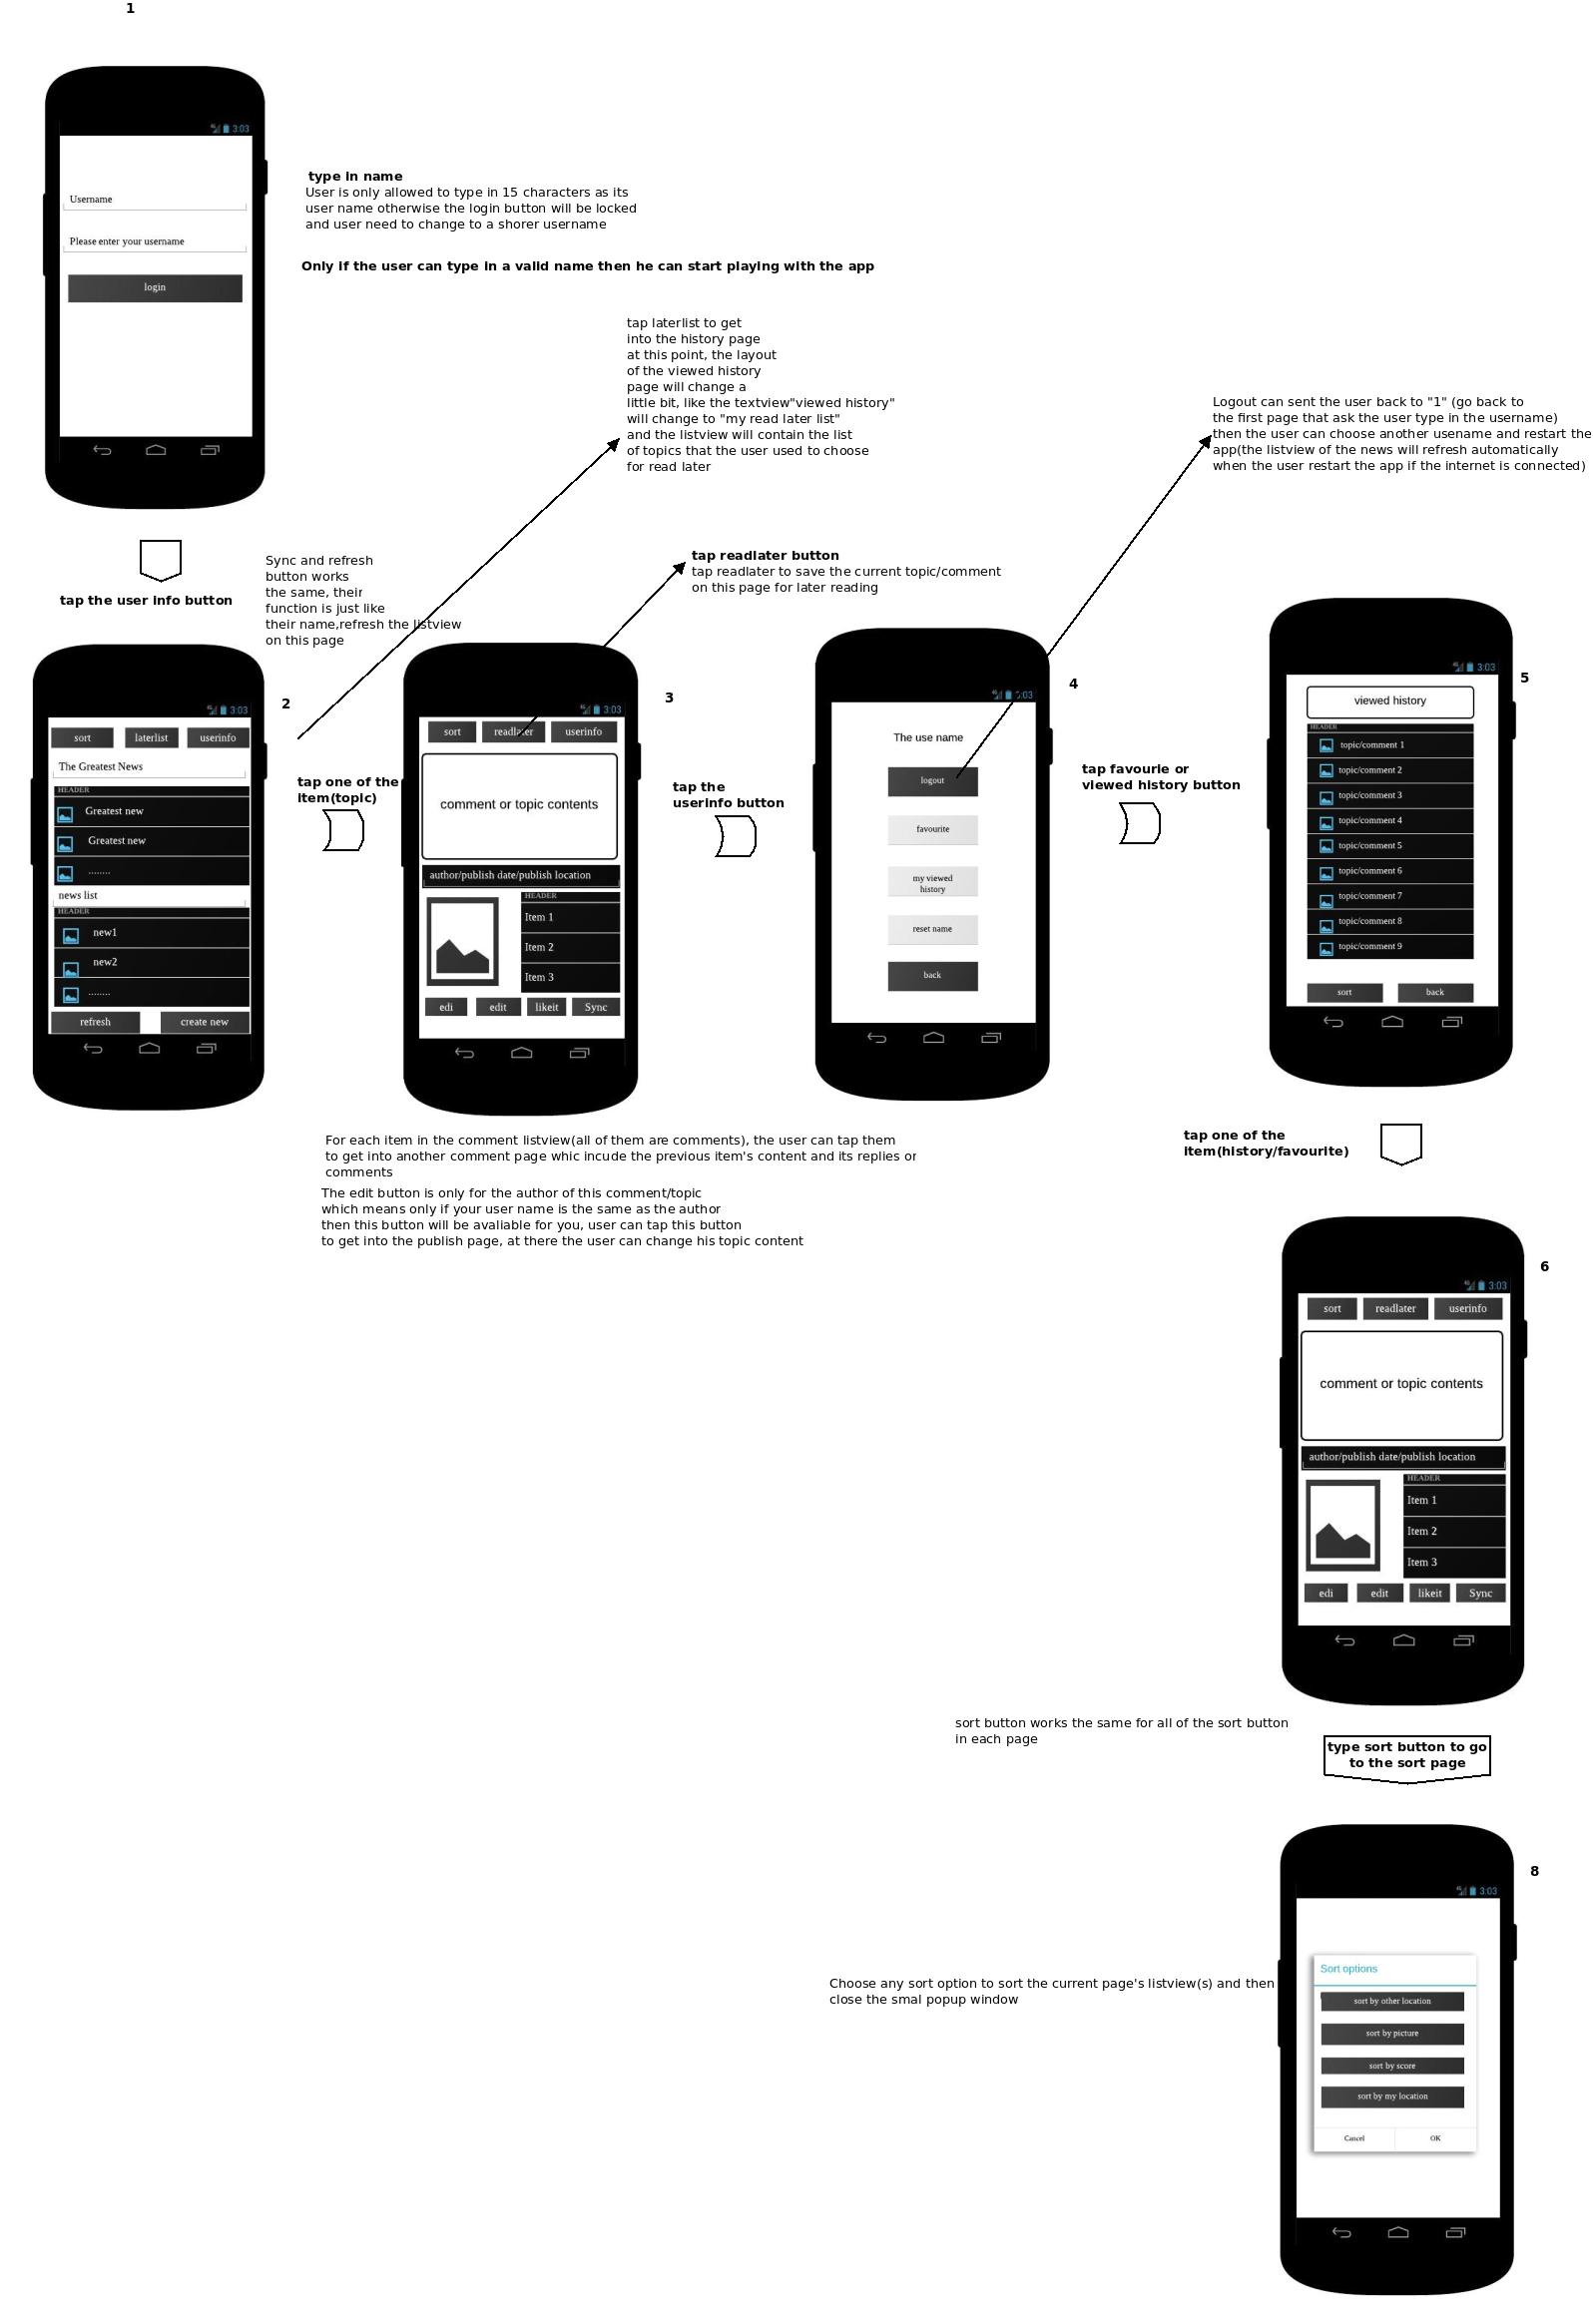 1
3:03
Username
Please enter your username
login
type in name
User is only allowed to type in 15 characters as its
user name otherwise the login button will be locked
and user need to change to a shorer username
Only if the user can type in a valid name then he can start playing with the app
tap laterlist to get
into the history page
at this point, the layout
of the viewed history
page will change a
little bit, like the textview"viewed history"
will change to "my read later list"
and the listview will contain the list
of topics that the user used to choose
for read later
Logout can sent the user back to "1" (go back to
the first page that ask the user type in the username)
then the user can choose another usename and restart the
app(the listview of the news will refresh automatically
when the user restart the app if the internet is connected)
tap the user info button
Sync and refresh
button works
the same, their
function is just like
their name,refresh the listview
on this page
tap readlater button
tap readlater to save the current topic/comment
on this page for later reading
2
3:03
sort laterlist userinfo
The Greatest News
HEADER
Greatest new
Greatest new
........
news list
HEADER
new1
new2
........
refresh create new
tap one of the
item(topic)
3
3:03
sort readlater userinfo
comment or topic contents
author/publish date/publish location
HEADER
Item 1
Item 2
Item 3
edi edit likeit Sync
tap the
userinfo button
4
3:03
The use name
logout
favourite
my viewed
history
reset name
back
tap favourie or
viewed history button
5
3:03
viewed history
HEADER
topic/comment 1
topic/comment 2
topic/comment 3
topic/comment 4
topic/comment 5
topic/comment 6
topic/comment 7
topic/comment 8
topic/comment 9
sort back
For each item in the comment listview(all of them are comments), the user can tap them
to get into another comment page whic incude the previous item's content and its replies or
comments
The edit button is only for the author of this comment/topic
which means only if your user name is the same as the author
then this button will be avaliable for you, user can tap this button
to get into the publish page, at there the user can change his topic content
tap one of the
item(history/favourite)
6
3:03
sort readlater userinfo
comment or topic contents
author/publish date/publish location
HEADER
Item 1
Item 2
Item 3
edi edit likeit Sync
sort button works the same for all of the sort button
in each page
type sort button to go
to the sort page
8
3:03
Sort options
sort by other location
sort by picture
sort by score
sort by my location
Cancel OK
Choose any sort option to sort the current page's listview(s) and then
close the smal popup window